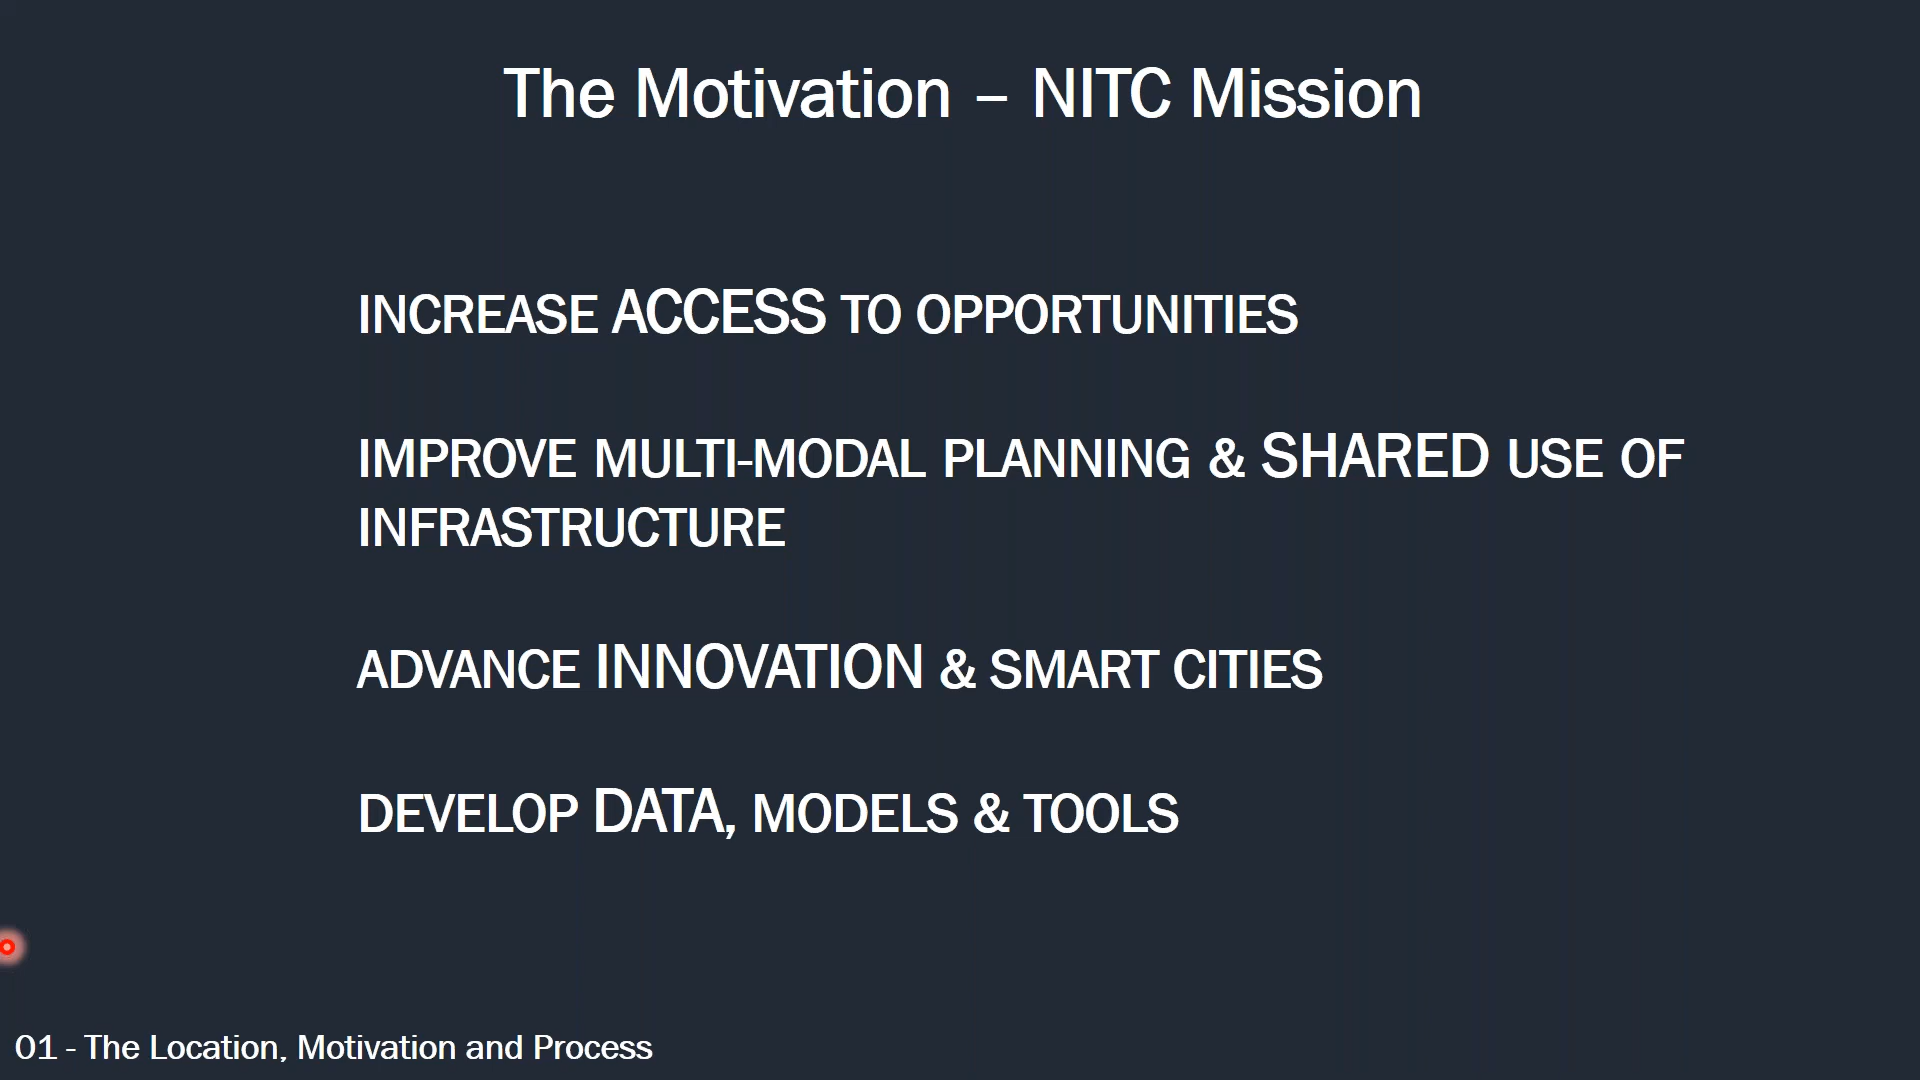 The Motivation – NITC Mission
INCREASE ACCESS TO OPPORTUNITIES
IMPROVE MULTI-MODAL PLANNING & SHARED USE OF
INFRASTRUCTURE
ADVANCE INNOVATION & SMART CITIES
DEVELOP DATA, MODELS & TOOLS
01 - The Location, Motivation and Process